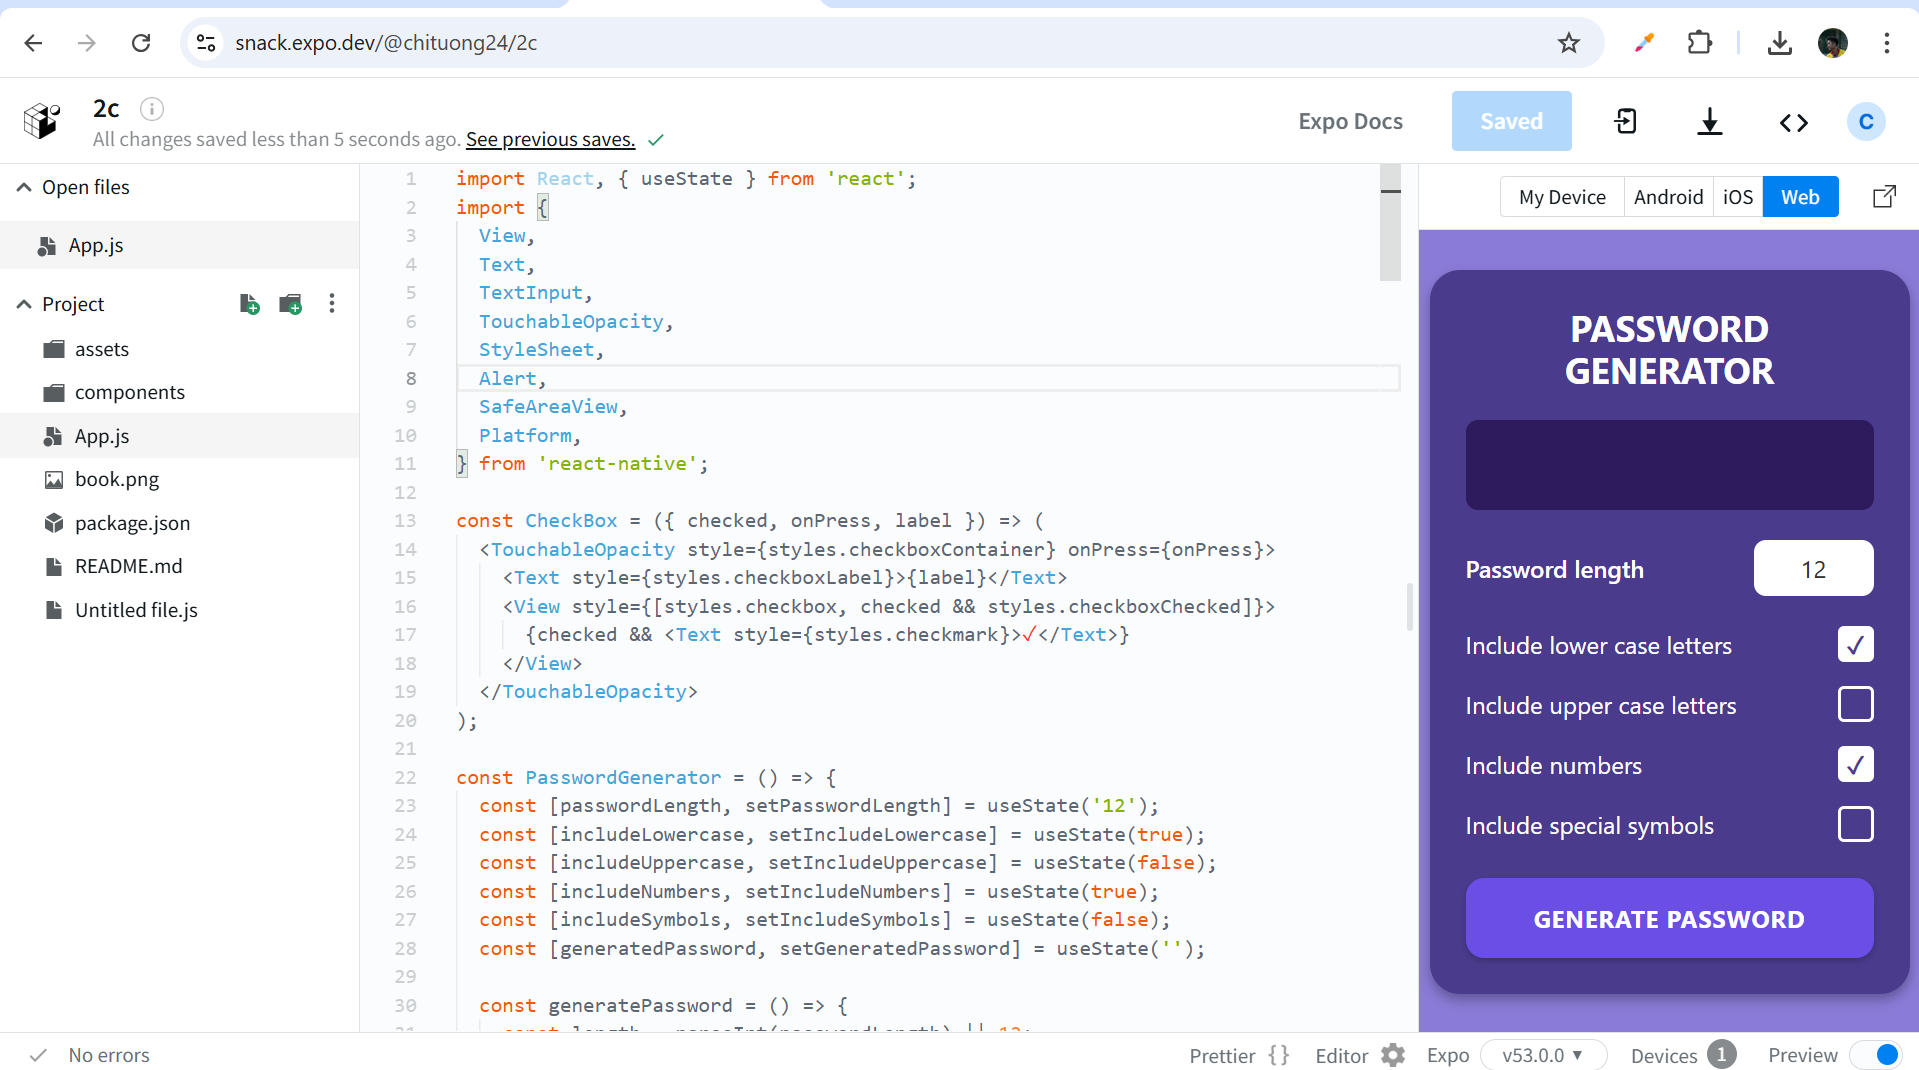 snack.expo.dev/@chituong24/2c
2c
All changes saved less than 5 seconds ago. See previous saves.
Expo Docs
Saved
C
Open files
App.js
Project
assets
components
App.js
book.png
package.json
README.md
Untitled file.js
1 import React, { useState } from 'react';
2 import {
3 View,
4 Text,
5 TextInput,
6 TouchableOpacity,
7 StyleSheet,
8 Alert,
9 SafeAreaView,
10 Platform,
11 } from 'react-native';
12
13 const CheckBox = ({ checked, onPress, label }) => (
14 <TouchableOpacity style={styles.checkboxContainer} onPress={onPress}>
15 <Text style={styles.checkboxLabel}>{label}</Text>
16 <View style={[styles.checkbox, checked && styles.checkboxChecked]}>
17 {checked && <Text style={styles.checkmark}>✓</Text>}
18 </View>
19 </TouchableOpacity>
20 );
21
22 const PasswordGenerator = () => {
23 const [passwordLength, setPasswordLength] = useState('12');
24 const [includeLowercase, setIncludeLowercase] = useState(true);
25 const [includeUppercase, setIncludeUppercase] = useState(false);
26 const [includeNumbers, setIncludeNumbers] = useState(true);
27 const [includeSymbols, setIncludeSymbols] = useState(false);
28 const [generatedPassword, setGeneratedPassword] = useState('');
29
30 const generatePassword = () => {
31 const length = parseInt(passwordLength) || 12;
My Device
Android
iOS
Web
PASSWORD
GENERATOR
Password length
12
Include lower case letters
✓
Include upper case letters
Include numbers
✓
Include special symbols
GENERATE PASSWORD
No errors
Prettier {}
Editor
Expo
v53.0.0 ▼
Devices 1
Preview